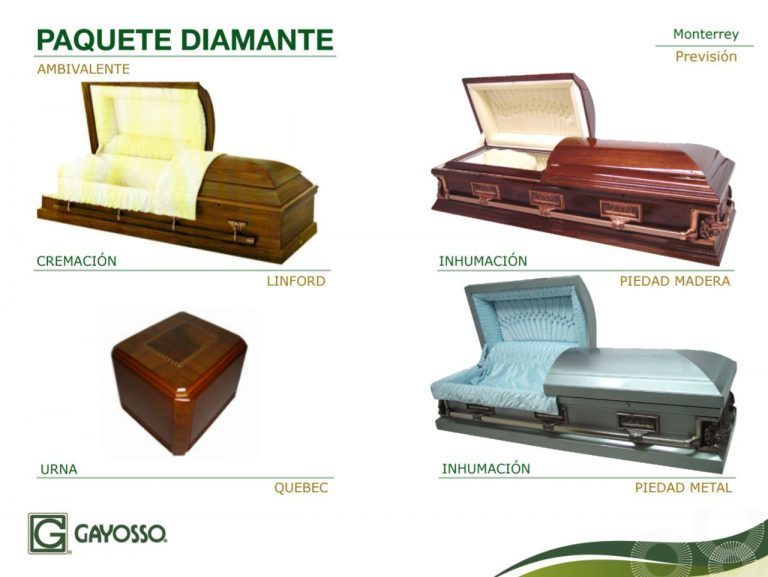 PAQUETE DIAMANTE
AMBIVALENTE
Monterrey
Previsión
CREMACIÓN
LINFORD
INHUMACIÓN
PIEDAD MADERA
URNA
QUEBEC
INHUMACIÓN
PIEDAD METAL
G GAYOSSO®